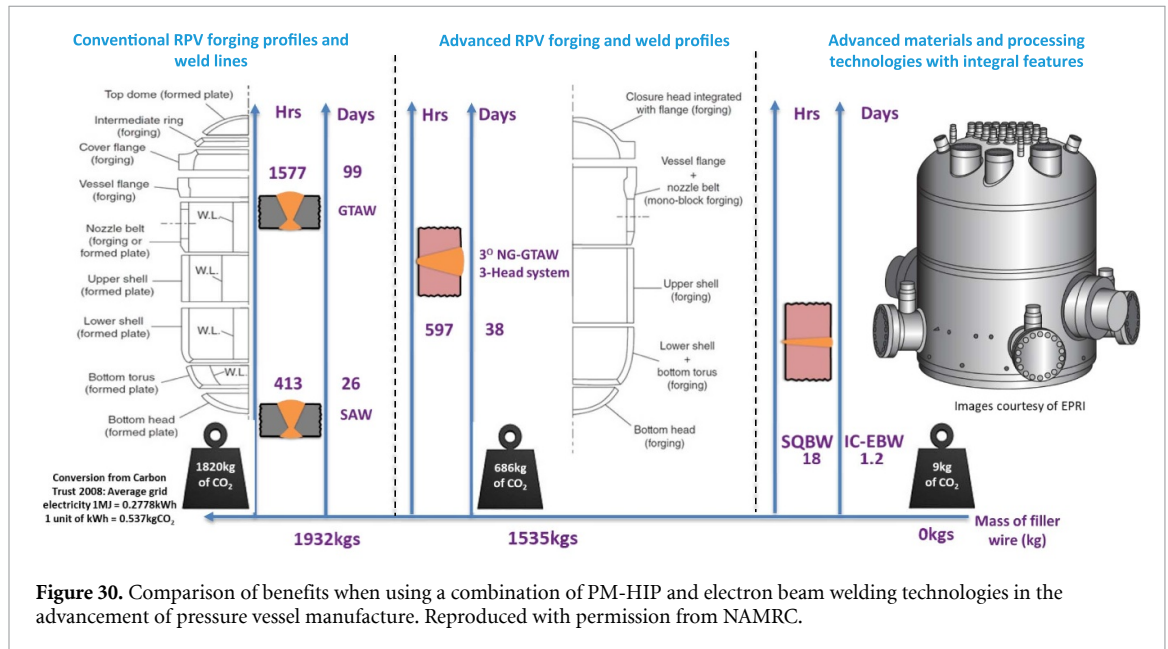 Conventional RPV forging profiles and
weld lines
Top dome (formed plate)
Intermediate ring
(forging)
Cover flange
(forging)
Vessel flange
(forging)
Nozzle belt
(forging or
formed plate)
Upper shell
(formed plate)
Lower shell
(formed plate)
Bottom torus
(formed plate)
Bottom head
(formed plate)
W.L.
W.L.
W.L.
W.L.
Hrs
Days
1577
99
GTAW
413
26
SAW
1820kg
of CO₂
Conversion from Carbon
Trust 2008: Average grid
electricity 1MJ = 0.2778kWh
1 unit of kWh = 0.537kgCO₂
1932kgs
Advanced RPV forging and weld profiles
Hrs
Days
3⁰ NG-GTAW
3-Head system
597
38
Closure head integrated
with flange (forging)
Vessel flange
+
nozzle belt
(mono-block forging)
Upper shell
(forging)
Lower shell
+
bottom torus
(forging)
Bottom head
(forging)
686kg
of CO₂
1535kgs
Advanced materials and processing
technologies with integral features
Hrs
Days
Images courtesy of EPRI
SQBW
18
IC-EBW
1.2
9kg
of CO₂
0kgs
Mass of filler
wire (kg)
Figure 30. Comparison of benefits when using a combination of PM-HIP and electron beam welding technologies in the
advancement of pressure vessel manufacture. Reproduced with permission from NAMRC.